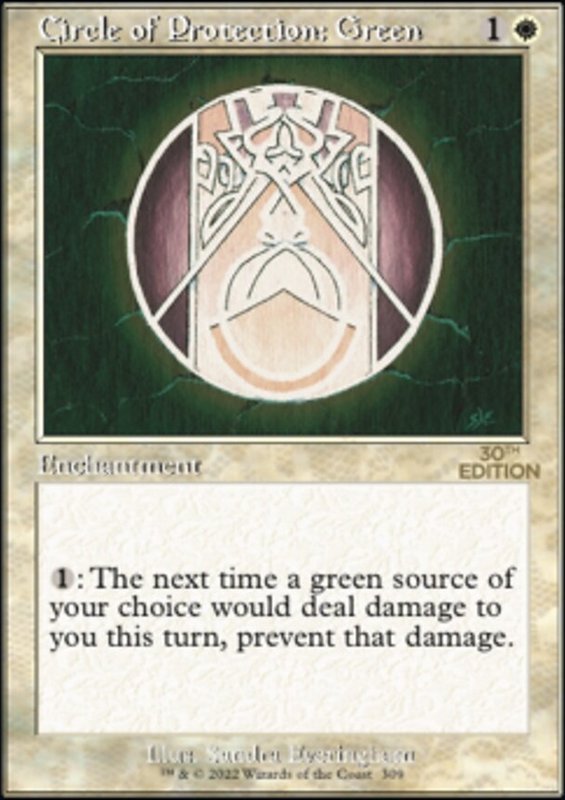 Circle of Protection: Green 1
Enchantment
30TH
EDITION
1: The next time a green source of
your choice would deal damage to
you this turn, prevent that damage.
Illus. Sandra Everingham
™ & © 2022 Wizards of the Coast 309